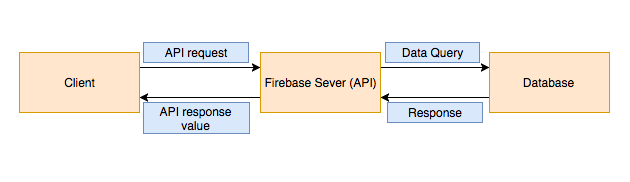 API request
Data Query
Client
Firebase Sever (API)
Database
API response
value
Response